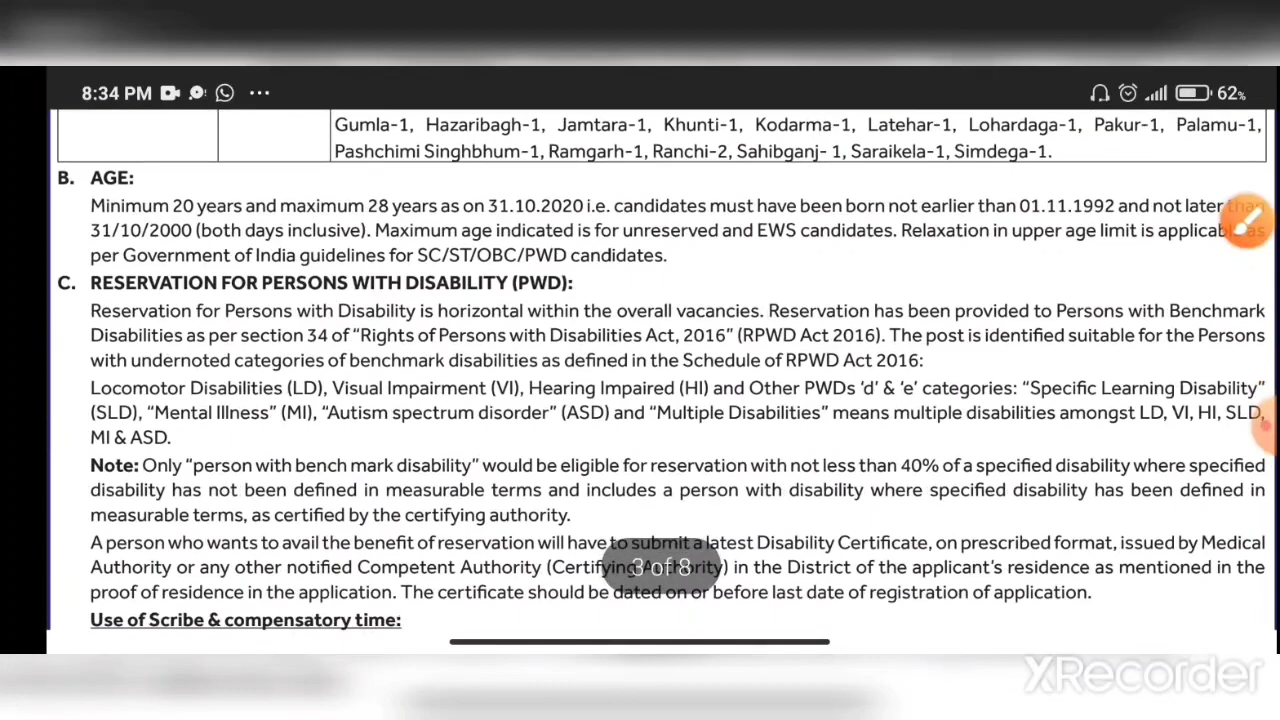 8:34 PM ... 62%
Gumla-1, Hazaribagh-1, Jamtara-1, Khunti-1, Kodarma-1, Latehar-1, Lohardaga-1, Pakur-1, Palamu-1,
Pashchimi Singhbhum-1, Ramgarh-1, Ranchi-2, Sahibganj- 1, Saraikela-1, Simdega-1.
B. AGE:
Minimum 20 years and maximum 28 years as on 31.10.2020 i.e. candidates must have been born not earlier than 01.11.1992 and not later than
31/10/2000 (both days inclusive). Maximum age indicated is for unreserved and EWS candidates. Relaxation in upper age limit is applicable as
per Government of India guidelines for SC/ST/OBC/PWD candidates.
C. RESERVATION FOR PERSONS WITH DISABILITY (PWD):
Reservation for Persons with Disability is horizontal within the overall vacancies. Reservation has been provided to Persons with Benchmark
Disabilities as per section 34 of “Rights of Persons with Disabilities Act, 2016” (RPWD Act 2016). The post is identified suitable for the Persons
with undernoted categories of benchmark disabilities as defined in the Schedule of RPWD Act 2016:
Locomotor Disabilities (LD), Visual Impairment (VI), Hearing Impaired (HI) and Other PWDs ‘d’ & ‘e’ categories: “Specific Learning Disability”
(SLD), “Mental Illness” (MI), “Autism spectrum disorder” (ASD) and “Multiple Disabilities” means multiple disabilities amongst LD, VI, HI, SLD,
MI & ASD.
Note: Only “person with bench mark disability” would be eligible for reservation with not less than 40% of a specified disability where specified
disability has not been defined in measurable terms and includes a person with disability where specified disability has been defined in
measurable terms, as certified by the certifying authority.
A person who wants to avail the benefit of reservation will have to submit a latest Disability Certificate, on prescribed format, issued by Medical
Authority or any other notified Competent Authority (Certifying Authority) in the District of the applicant’s residence as mentioned in the
3 of 8
proof of residence in the application. The certificate should be dated on or before last date of registration of application.
Use of Scribe & compensatory time:
XRecorder